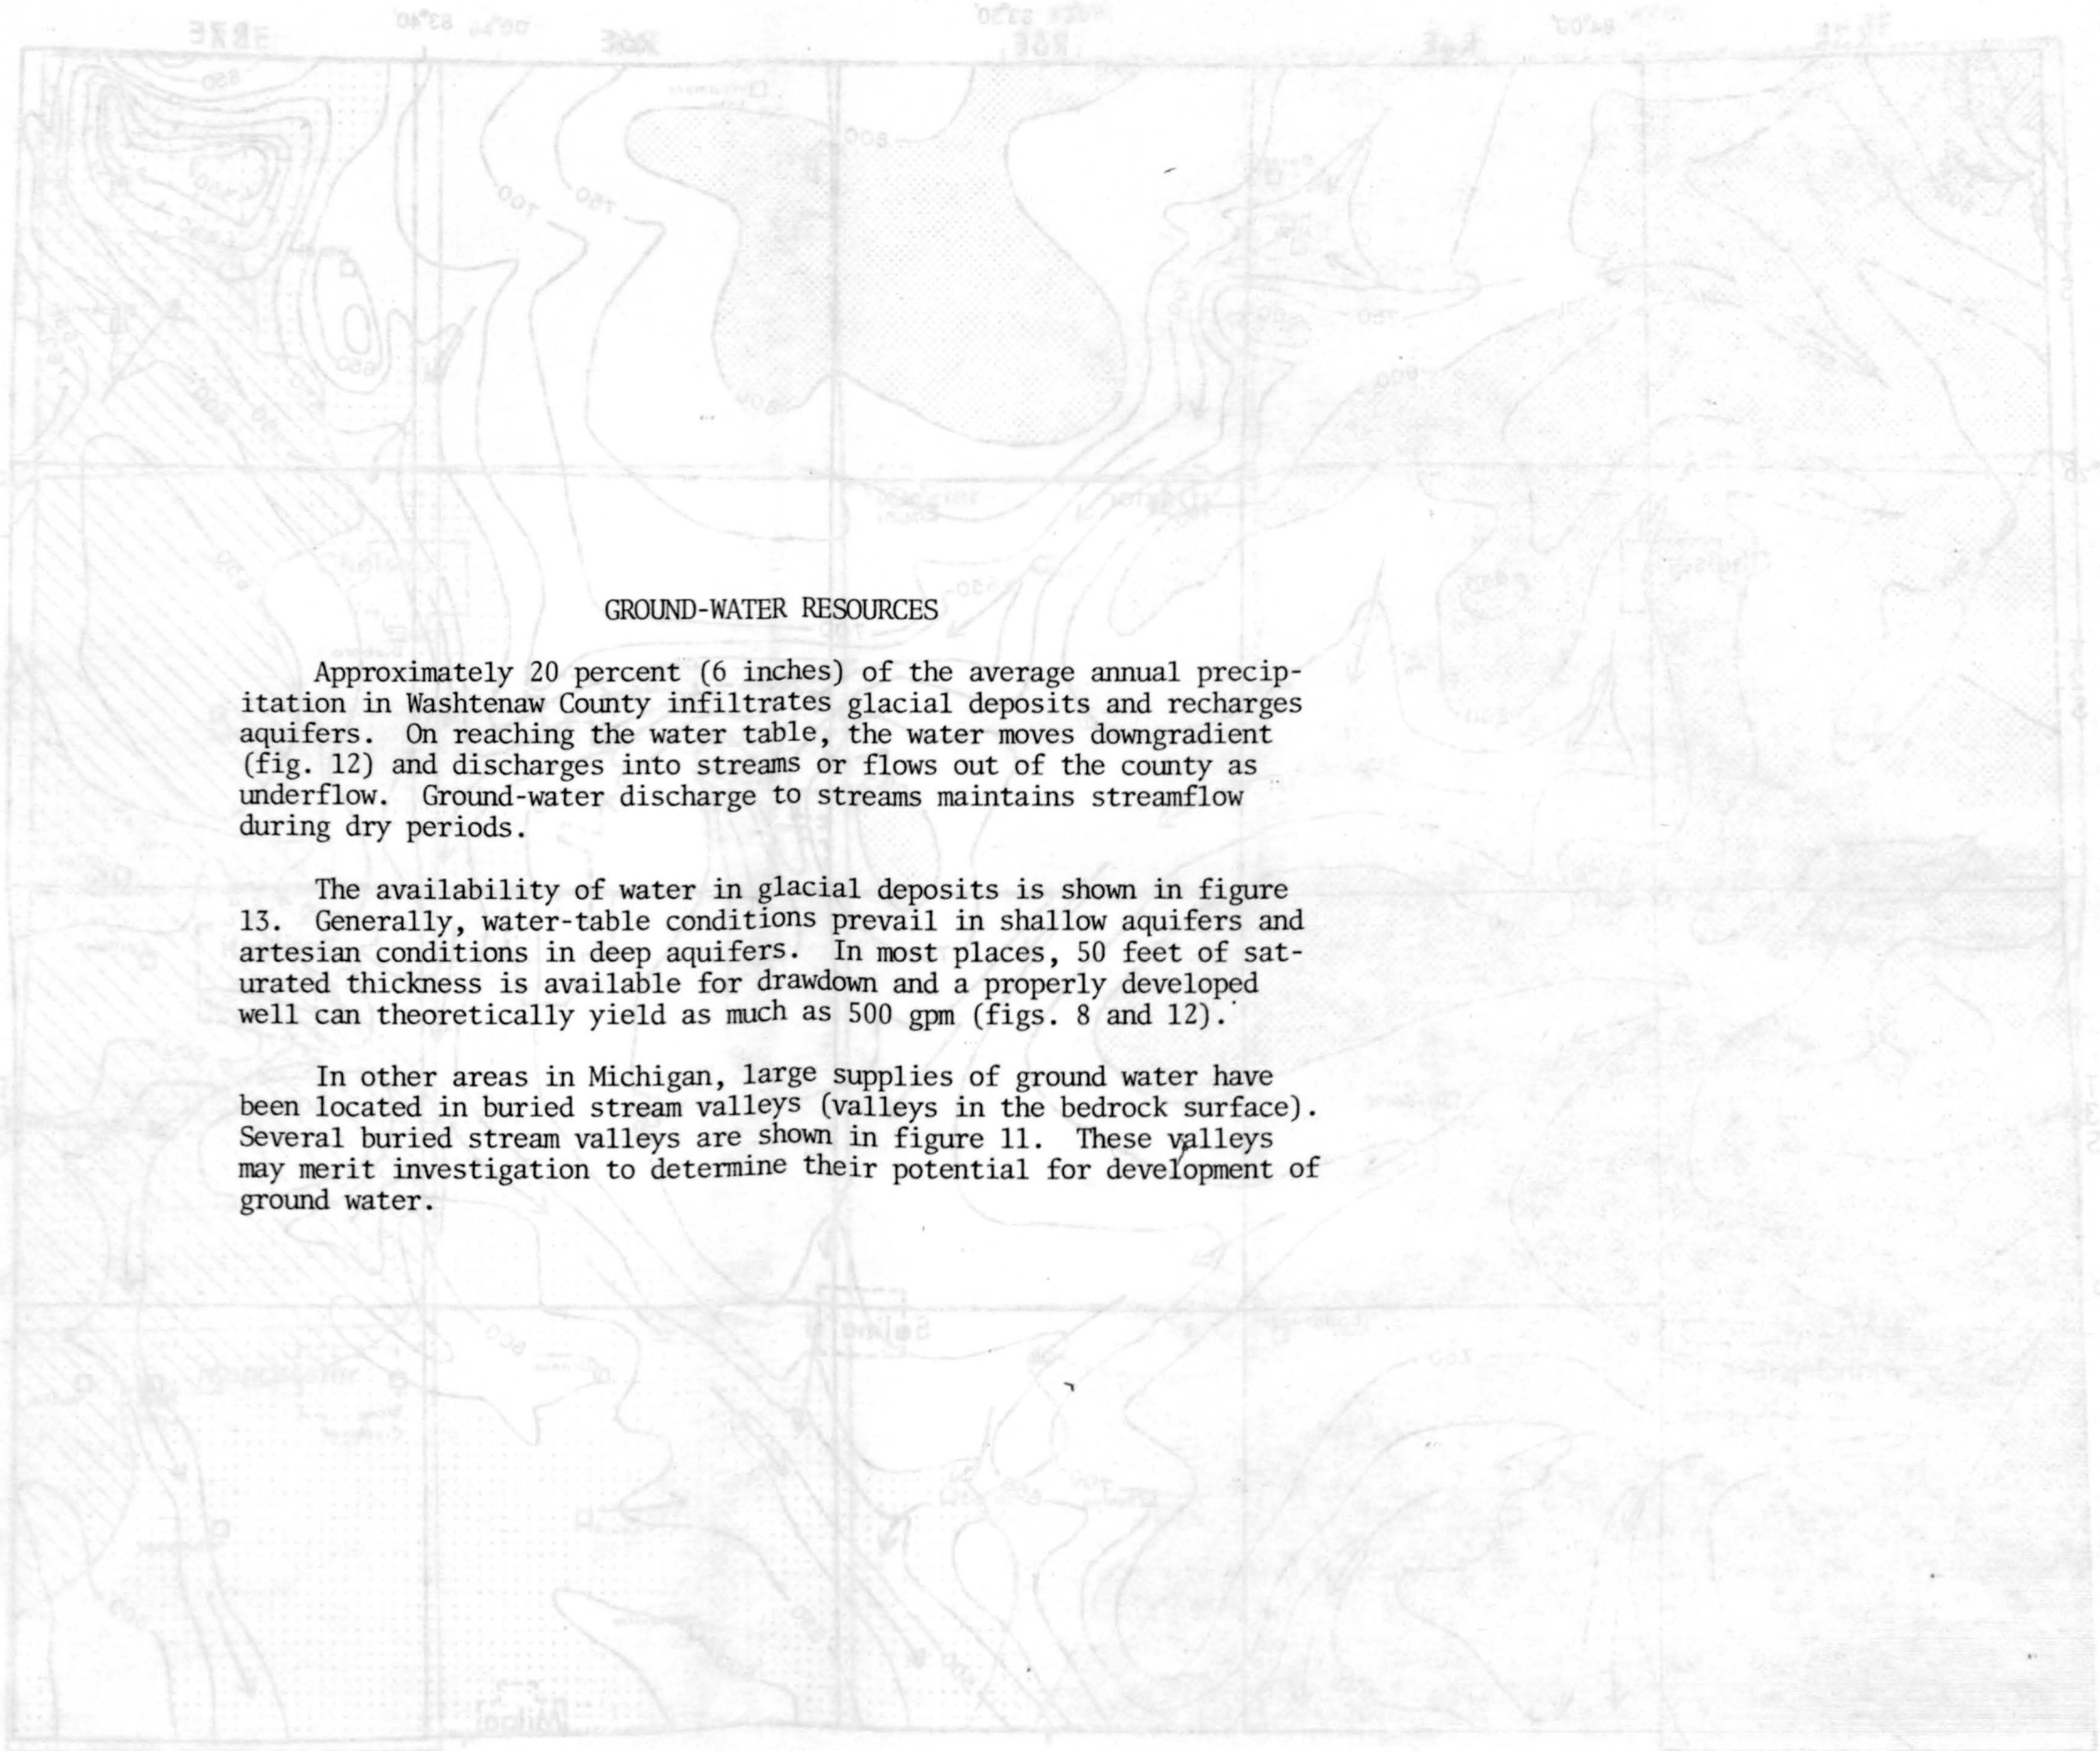 GROUND-WATER RESOURCES
Approximately 20 percent (6 inches) of the average annual precip-
itation in Washtenaw County infiltrates glacial deposits and recharges
aquifers. On reaching the water table, the water moves downgradient
(fig. 12) and discharges into streams or flows out of the county as
underflow. Ground-water discharge to streams maintains streamflow
during dry periods.
The availability of water in glacial deposits is shown in figure
13. Generally, water-table conditions prevail in shallow aquifers and
artesian conditions in deep aquifers. In most places, 50 feet of sat-
urated thickness is available for drawdown and a properly developed
well can theoretically yield as much as 500 gpm (figs. 8 and 12).
In other areas in Michigan, large supplies of ground water have
been located in buried stream valleys (valleys in the bedrock surface).
Several buried stream valleys are shown in figure 11. These valleys
may merit investigation to determine their potential for development of
ground water.